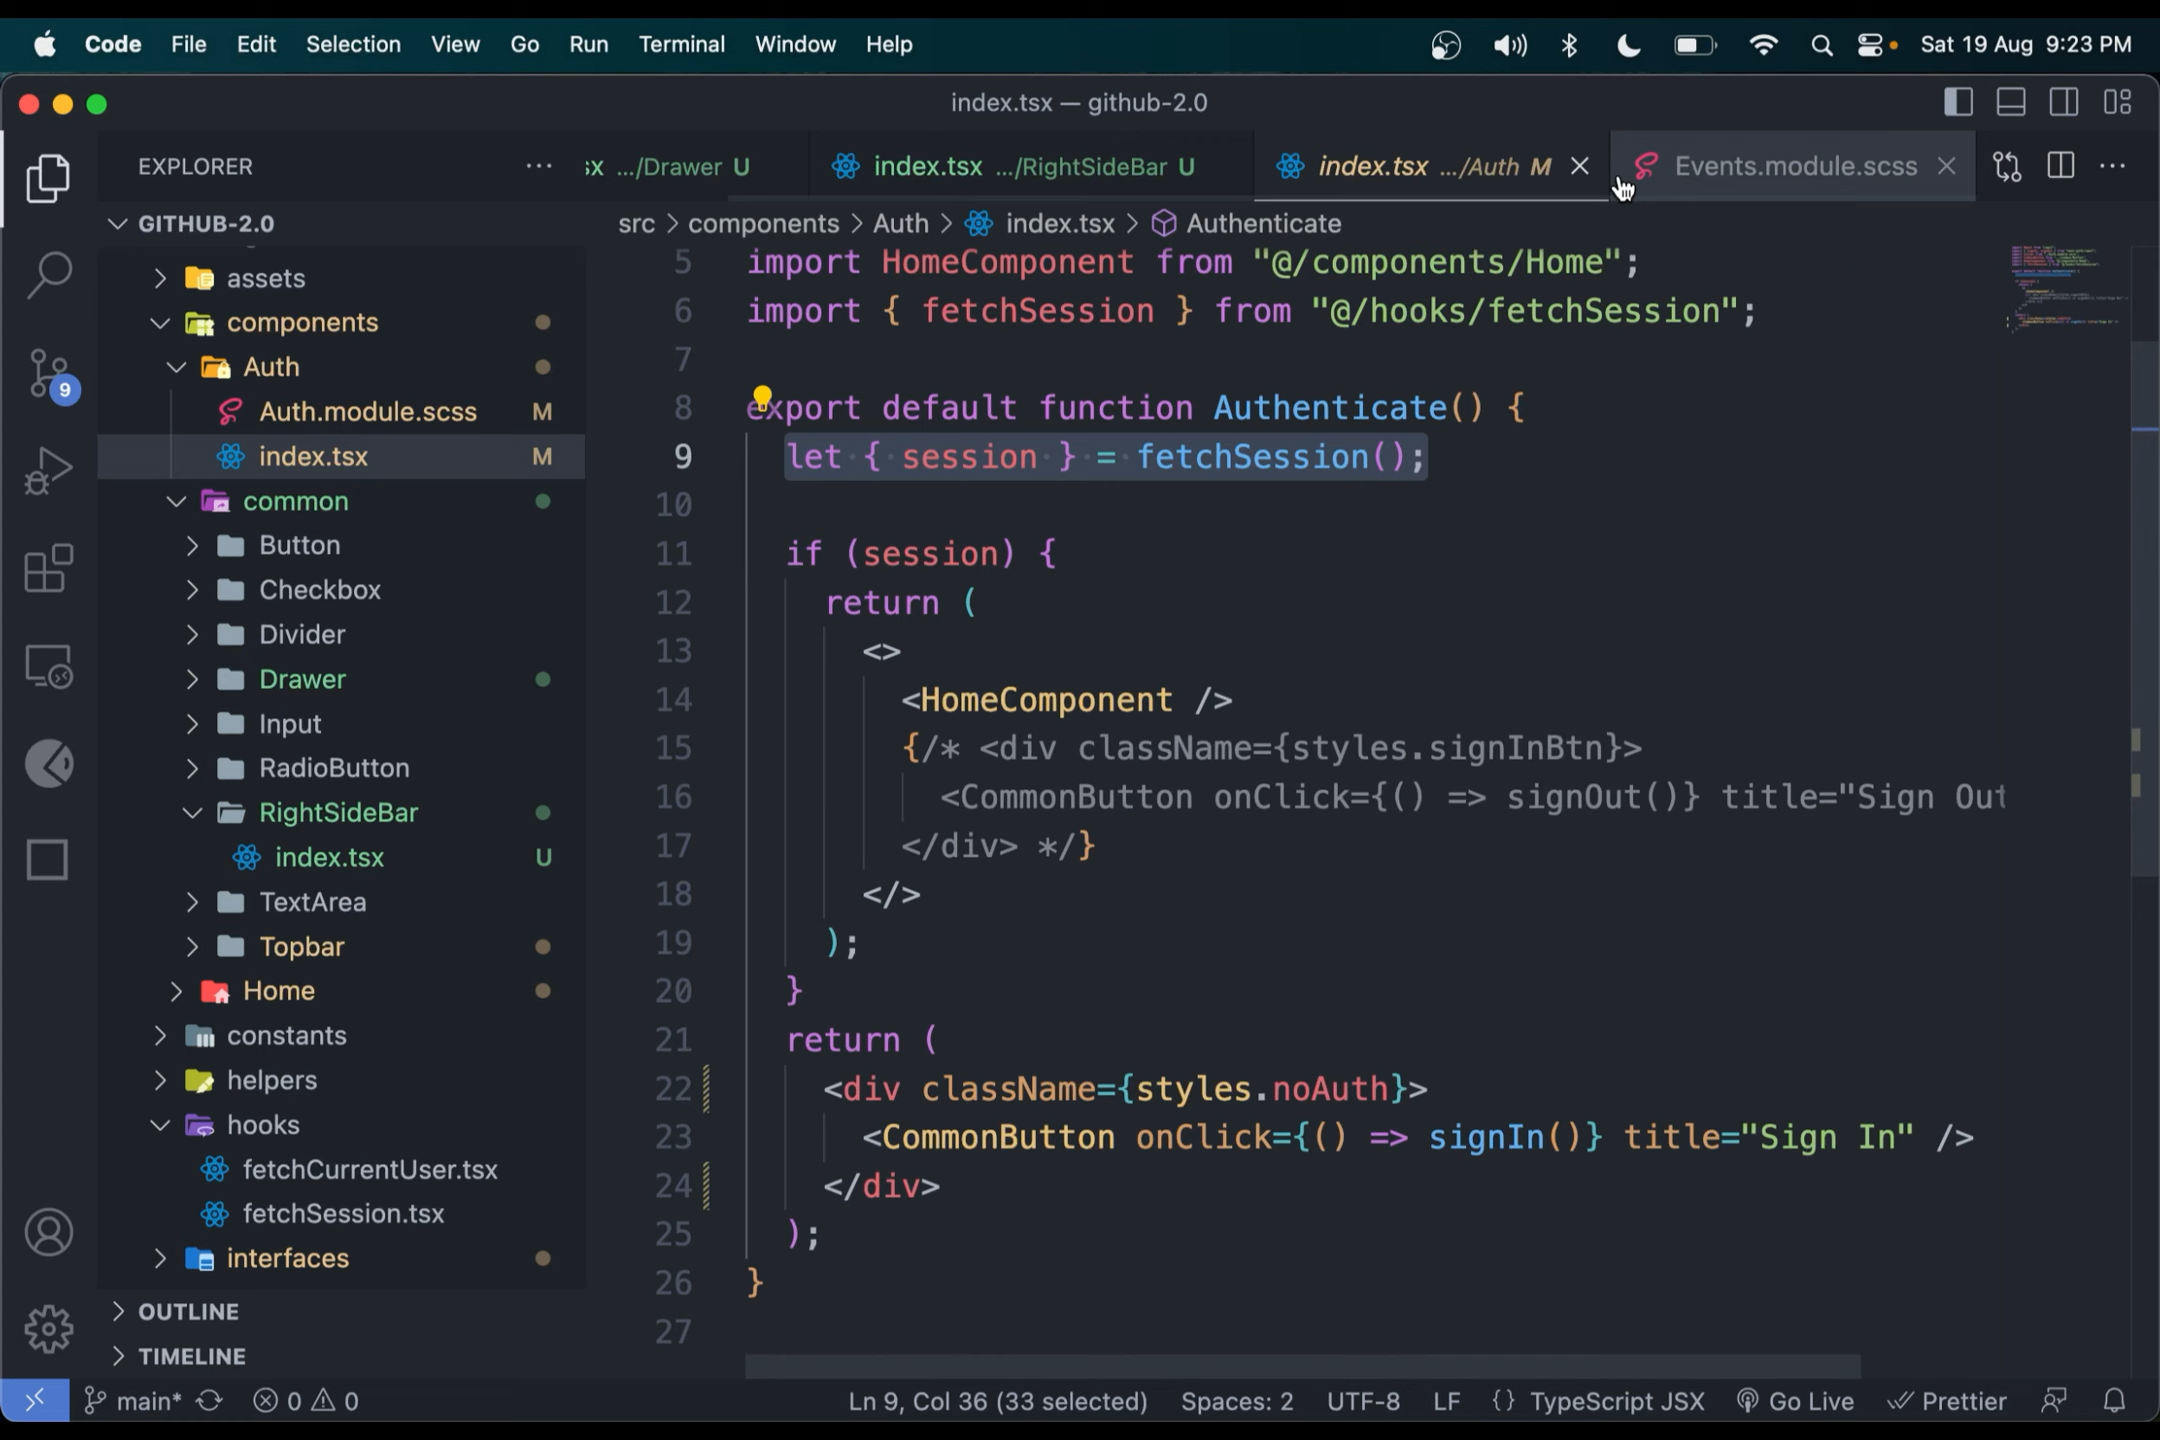 Code File Edit Selection View Go Run Terminal Window Help Sat 19 Aug 9:23 PM
index.tsx — github-2.0
EXPLORER
sx .../Drawer U
index.tsx .../RightSideBar U
index.tsx .../Auth M
Events.module.scss
GITHUB-2.0
src > components > Auth > index.tsx > Authenticate
assets
components
Auth
Auth.module.scss M
index.tsx M
common
Button
Checkbox
Divider
Drawer
Input
RadioButton
RightSideBar
index.tsx U
TextArea
Topbar
Home
constants
helpers
hooks
fetchCurrentUser.tsx
fetchSession.tsx
interfaces
OUTLINE
TIMELINE
9
5 import HomeComponent from "@/components/Home";
6 import { fetchSession } from "@/hooks/fetchSession";
7
8 export default function Authenticate() {
9 let { session } = fetchSession();
10
11 if (session) {
12 return (
13 <>
14 <HomeComponent />
15 {/* <div className={styles.signInBtn}>
16 <CommonButton onClick={() => signOut()} title="Sign Out
17 </div> */}
18 </>
19 );
20 }
21 return (
22 <div className={styles.noAuth}>
23 <CommonButton onClick={() => signIn()} title="Sign In" />
24 </div>
25 );
26 }
27
main* 0 0 Ln 9, Col 36 (33 selected) Spaces: 2 UTF-8 LF {} TypeScript JSX Go Live Prettier